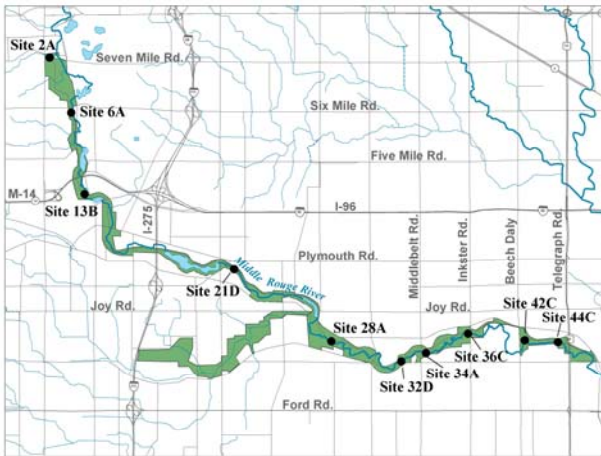 Site 2A
Seven Mile Rd.
Site 6A
Six Mile Rd.
Five Mile Rd.
M-14
I-96
Site 13B
I-275
Plymouth Rd.
Middlebelt Rd.
Inkster Rd.
Beech Daly
Telegraph Rd.
Middle Rouge River
Site 21D
Joy Rd.
Joy Rd.
Site 42C
Site 44C
Site 28A
Site 36C
Site 34A
Site 32D
Ford Rd.